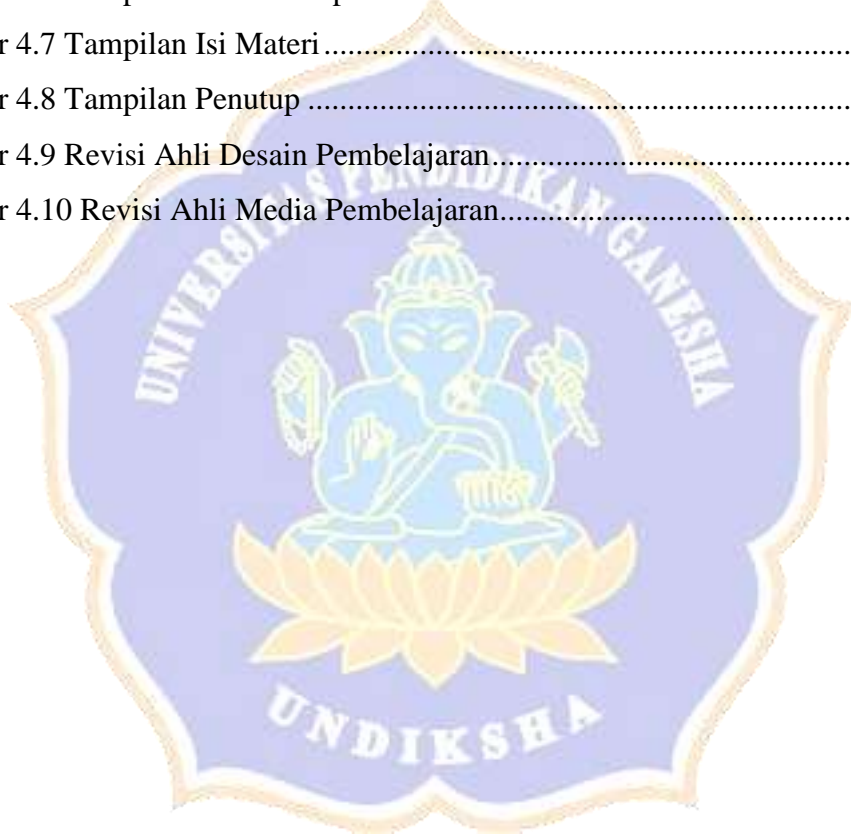 r 4.7 Tampilan Isi Materi
r 4.8 Tampilan Penutup
r 4.9 Revisi Ahli Desain Pembelajaran
r 4.10 Revisi Ahli Media Pembelajaran
UNIVERSITAS PENDIDIKAN GANESHA
UNDIKSHA